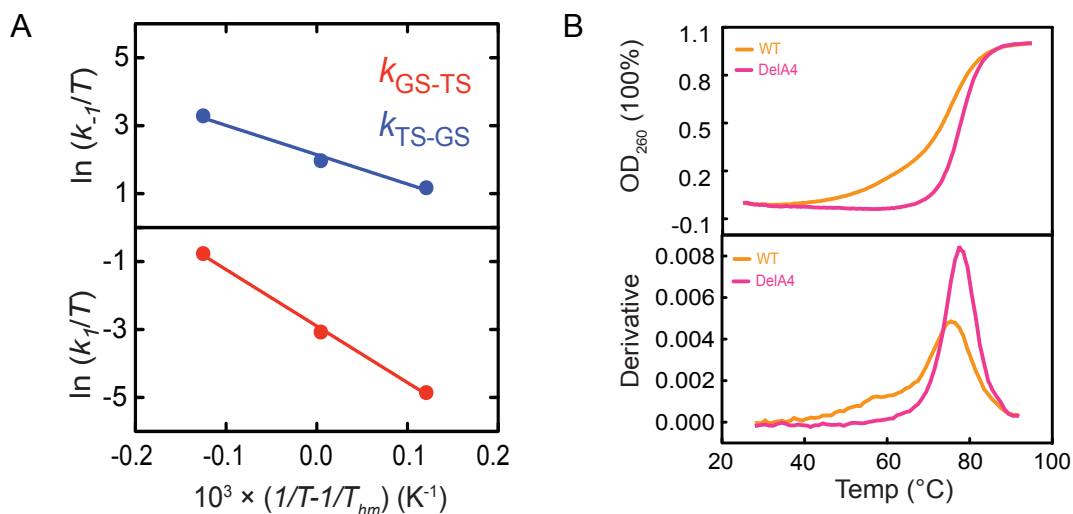 A
ln (k₋₁/T)
5
3
1
k_GS-TS
k_TS-GS
ln (k₁/T)
-1
-3
-5
-0.2 -0.1 0.0 0.1 0.2
10³ × (1/T-1/T_hm) (K⁻¹)
B
OD₂₆₀ (100%)
1.1
0.8
0.5
0.2
-0.1
WT
DelA4
Derivative
0.008
0.006
0.004
0.002
0.000
WT
DelA4
20 40 60 80 100
Temp (°C)